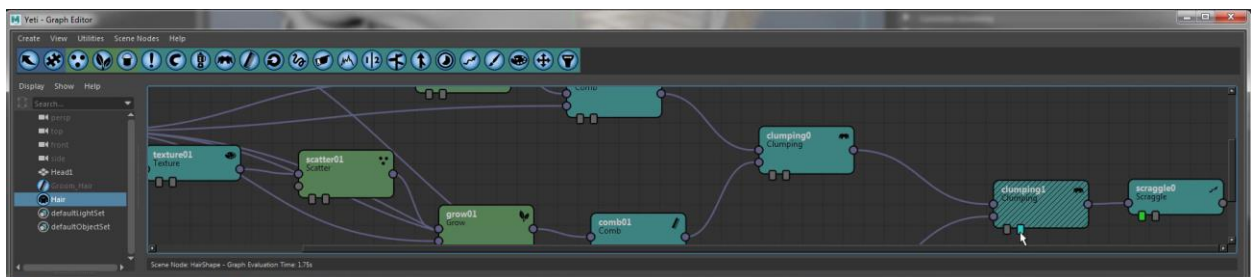 Yeti - Graph Editor
Create View Utilities Scene Nodes Help
Display Show Help
Search...
persp
top
front
side
Head1
Groom_Hair
Hair
defaultLightSet
defaultObjectSet
Comb
texture01
Texture
scatter01
Scatter
grow01
Grow
comb01
Comb
clumping0
Clumping
clumping1
Clumping
scraggle0
Scraggle
Scene Node: HairShape - Graph Evaluation Time: 1.75s